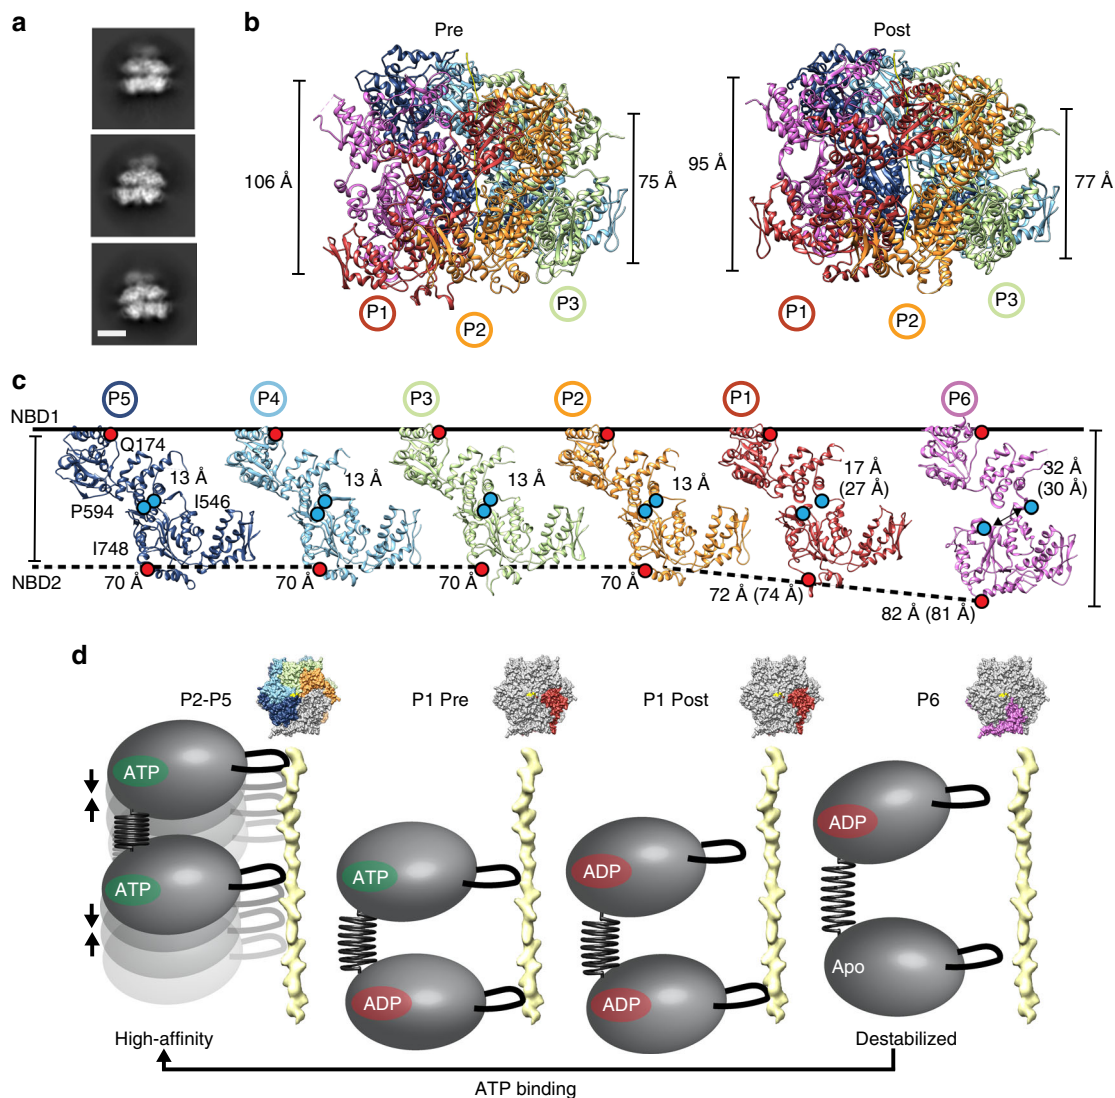 a
b
Pre
Post
106 Å
75 Å
95 Å
77 Å
P1
P2
P3
P1
P2
P3
c
P5
P4
P3
P2
P1
P6
NBD1
Q174
13 Å
P594
I546
I748
NBD2
70 Å
13 Å
70 Å
13 Å
70 Å
13 Å
70 Å
17 Å
(27 Å)
72 Å (74 Å)
32 Å
(30 Å)
82 Å (81 Å)
d
P2-P5
P1 Pre
P1 Post
P6
ATP
ATP
ATP
ADP
ADP
ADP
ADP
Apo
High-affinity
Destabilized
ATP binding